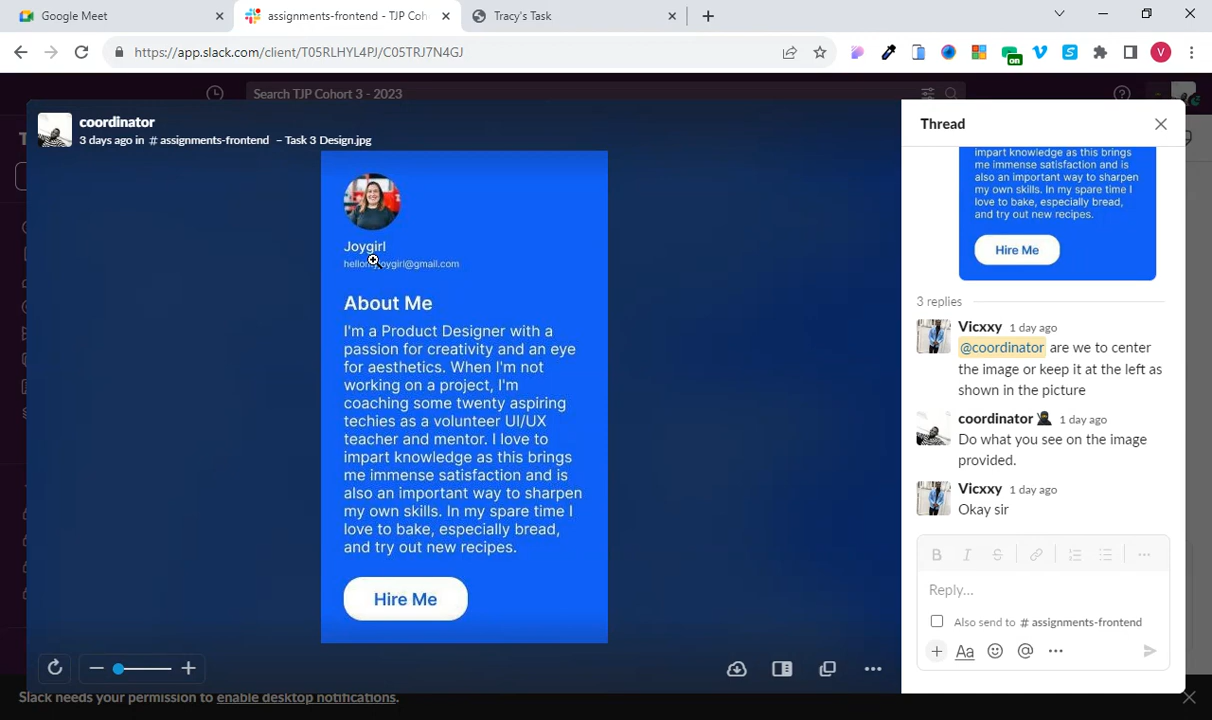 Google Meet
assignments-frontend - TJP Coh
Tracy's Task
https://app.slack.com/client/T05RLHYL4PJ/C05TRJ7N4GJ
on
V
Search TJP Cohort 3 - 2023
coordinator
3 days ago in # assignments-frontend – Task 3 Design.jpg
Joygirl
About Me
I'm a Product Designer with a
passion for creativity and an eye
for aesthetics. When I'm not
working on a project, I'm
coaching some twenty aspiring
techies as a volunteer UI/UX
teacher and mentor. I love to
impart knowledge as this brings
me immense satisfaction and is
also an important way to sharpen
my own skills. In my spare time I
love to bake, especially bread,
and try out new recipes.
Hire Me
Thread
impart knowledge as this brings
me immense satisfaction and is
also an important way to sharpen
my own skills. In my spare time I
love to bake, especially bread,
and try out new recipes.
Hire Me
3 replies
Vicxxy 1 day ago
@coordinator are we to center
the image or keep it at the left as
shown in the picture
coordinator 1 day ago
Do what you see on the image
provided.
Vicxxy 1 day ago
Okay sir
Reply...
Also send to # assignments-frontend
Slack needs your permission to enable desktop notifications.